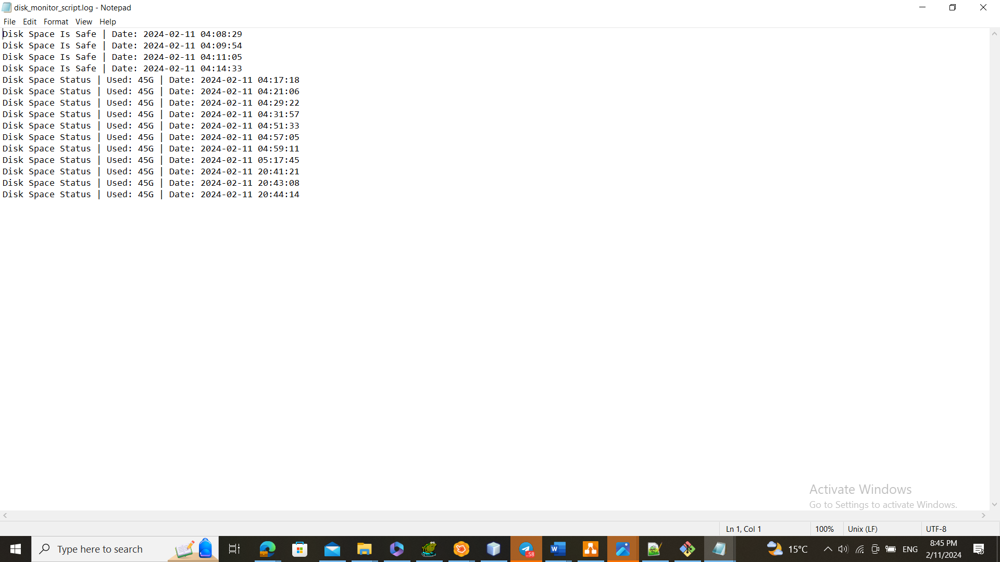 disk_monitor_script.log - Notepad
File Edit Format View Help
Disk Space Is Safe | Date: 2024-02-11 04:08:29
Disk Space Is Safe | Date: 2024-02-11 04:09:54
Disk Space Is Safe | Date: 2024-02-11 04:11:05
Disk Space Is Safe | Date: 2024-02-11 04:14:33
Disk Space Status | Used: 45G | Date: 2024-02-11 04:17:18
Disk Space Status | Used: 45G | Date: 2024-02-11 04:21:06
Disk Space Status | Used: 45G | Date: 2024-02-11 04:29:22
Disk Space Status | Used: 45G | Date: 2024-02-11 04:31:57
Disk Space Status | Used: 45G | Date: 2024-02-11 04:51:33
Disk Space Status | Used: 45G | Date: 2024-02-11 04:57:05
Disk Space Status | Used: 45G | Date: 2024-02-11 04:59:11
Disk Space Status | Used: 45G | Date: 2024-02-11 05:17:45
Disk Space Status | Used: 45G | Date: 2024-02-11 20:41:21
Disk Space Status | Used: 45G | Date: 2024-02-11 20:43:08
Disk Space Status | Used: 45G | Date: 2024-02-11 20:44:14
Activate Windows
Go to Settings to activate Windows.
Ln 1, Col 1 100% Unix (LF) UTF-8
Type here to search ..58 W 15°C ENG 8:45 PM
2/11/2024